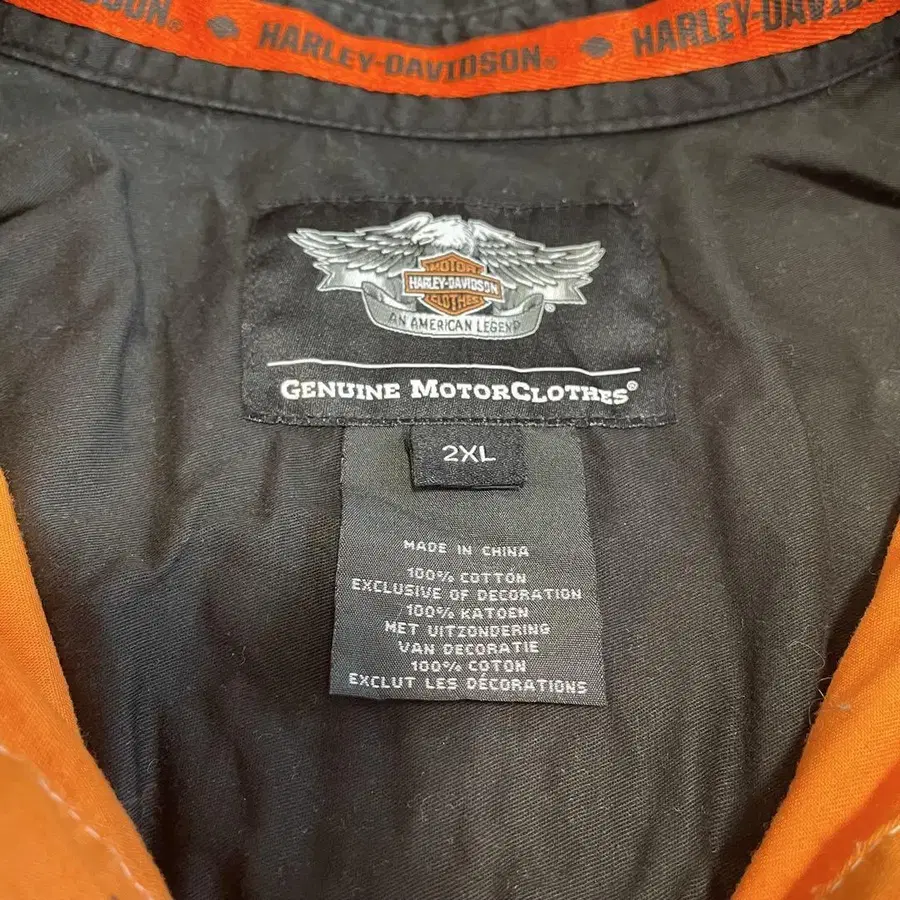 DSON HARLEY-DAVIDSON® HARLEY-DAVIDSON
MOTOR
HARLEY-DAVIDSON
CLOTHES
AN AMERICAN LEGEND
®
GENUINE MOTORCLOTHES®
2XL
MADE IN CHINA
100% COTTON
EXCLUSIVE OF DECORATION
100% KATOEN
MET UITZONDERING
VAN DECORATIE
100% COTON
EXCLUT LES DÉCORATIONS